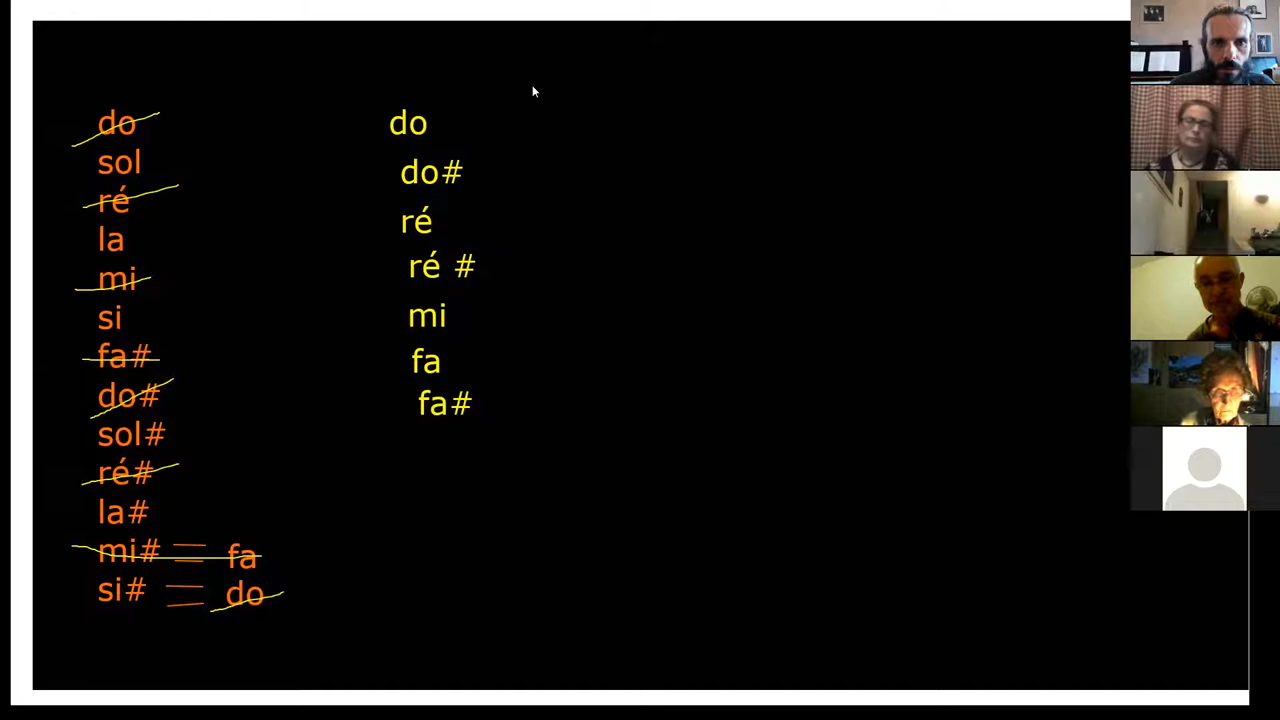 do
sol
ré
la
mi
si
fa#
do#
sol#
ré#
la#
mi# = fa
si# = do
do
do#
ré
ré #
mi
fa
fa#